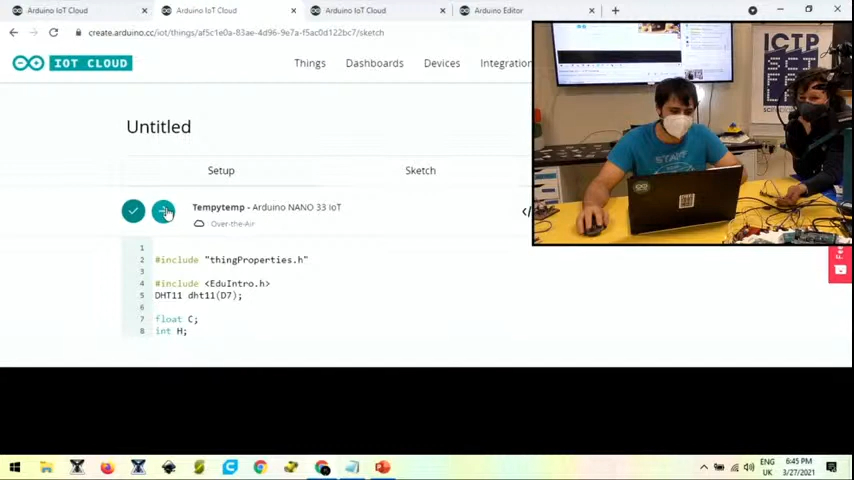 Arduino IoT Cloud
Arduino IoT Cloud
Arduino IoT Cloud
Arduino Editor
create.arduino.cc/iot/things/af5c1e0a-83ae-4d96-9e7a-f5ac0d122bc7/sketch
IOT CLOUD
Things
Dashboards
Devices
Integration
ICTP
Untitled
Setup
Sketch
START
Tempytemp - Arduino NANO 33 IoT
Over-the-Air
1
2 #include "thingProperties.h"
3
4 #include <EduIntro.h>
5 DHT11 dht11(D7);
6
7 float C;
8 int H;
ENG
UK
6:45 PM
3/27/2021